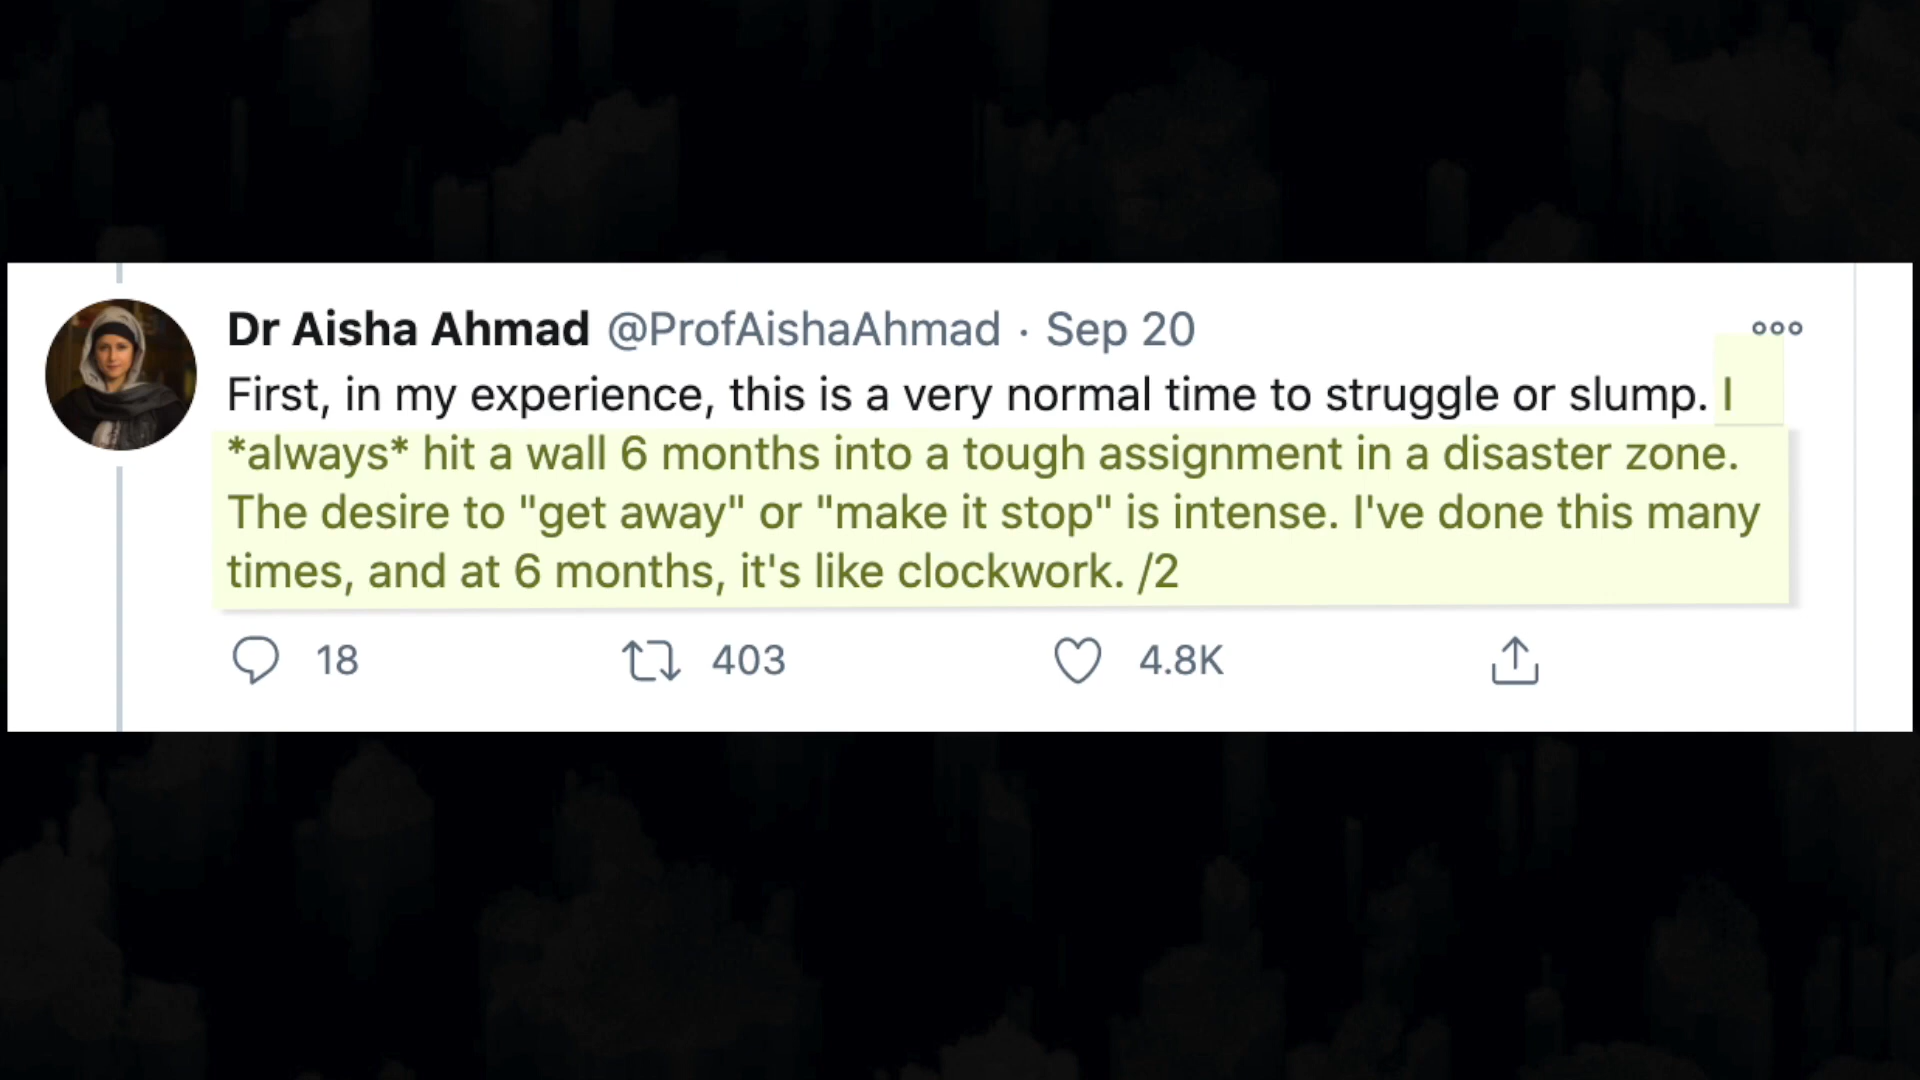 Dr Aisha Ahmad @ProfAishaAhmad · Sep 20
First, in my experience, this is a very normal time to struggle or slump. I
*always* hit a wall 6 months into a tough assignment in a disaster zone.
The desire to "get away" or "make it stop" is intense. I've done this many
times, and at 6 months, it's like clockwork. /2
18 403 4.8K